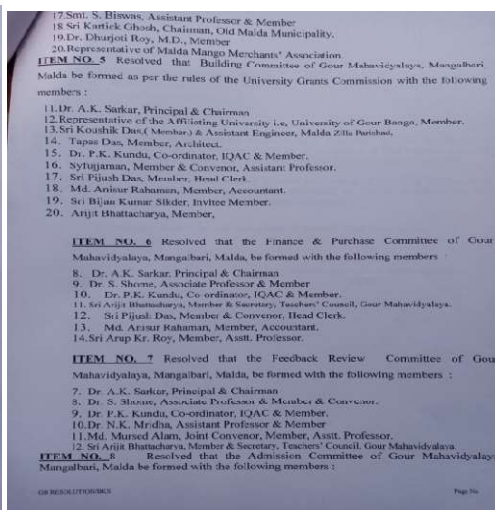 17.Smt. S. Biswas, Assistant Professor & Member
18 Sri Kartick Ghosh, Chairman, Old Malda Municipality.
19.Dr. Dhurjoti Roy, M.D., Member
20.Representative of Malda Mango Merchants' Association
ITEM NO. 5 Resolved that Building Committee of Gour Mahavidyalaya, Mangalbari
Malda be formed as per the rules of the University Grants Commission with the following
members :
11.Dr. A.K. Sarkar, Principal & Chairman
12.Representative of the Affiliating University i.e, University of Gour Banga, Member.
13.Sri Koushik Das,( Member.) & Assistant Engineer, Malda Zilla Parishad.
14. Tapas Das, Member, Architect.
15. Dr. P.K. Kundu, Co-ordinator, IQAC & Member.
16. Syfujjaman, Member & Convenor, Assistant Professor.
17. Sri Pijush Das, Member, Head Clerk.
18. Md. Anisur Rahaman, Member, Accountant.
19. Sri Bijan Kumar Sikder, Invitee Member.
20. Arijit Bhattacharya, Member,
ITEM NO. 6 Resolved that the Finance & Purchase Committee of Gour
Mahavidyalaya, Mangalbari, Malda, be formed with the following members
8. Dr. A.K. Sarkar, Principal & Chairman
9. Dr. S. Shome, Associate Professor & Member
10. Dr. P.K. Kundu, Co ordinator, IQAC & Member.
11. Sri Arijit Bhattacharya, Member & Secretary, Teachers' Council, Gour Mahavidyalaya.
12. Sri Pijush Das, Member & Convenor, Head Clerk.
13. Md. Anisur Rahaman, Member, Accountant.
14.Sri Arup Kr. Roy, Member, Asstt. Professor.
ITEM NO. 7 Resolved that the Feedback Review Committee of Gou
Mahavidyalaya, Mangalbari, Malda, be formed with the following members :
7. Dr. A.K. Sarkar, Principal & Chairman
8. Dr. S. Shome, Associate Professor & Member & Convenor.
9. Dr. P.K. Kundu, Co-ordinator, IQAC & Member.
10.Dr. N.K. Mridha, Associate Professor & Member
11.Md. Mursed Alam, Joint Convenor, Member, Asstt. Professor.
12. Sri Arijit Bhattacharya, Member & Secretary, Teachers' Council, Gour Mahavidyalaya.
ITEM NO. 8 Resolved that the Admission Committee of Gour Mahavidyalay
Mangalbari, Malda be formed with the following members :
GB RESOLUTION/BKS
Page No